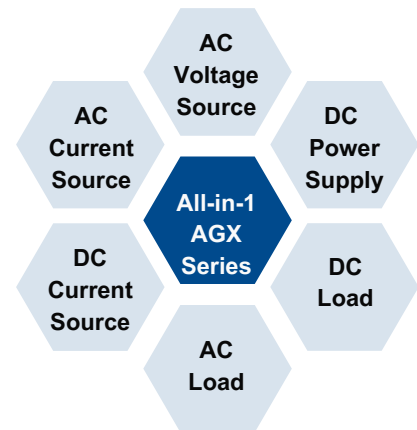 AC
Voltage
Source
AC
Current
Source
DC
Power
Supply
All-in-1
AGX
Series
DC
Current
Source
DC
Load
AC
Load